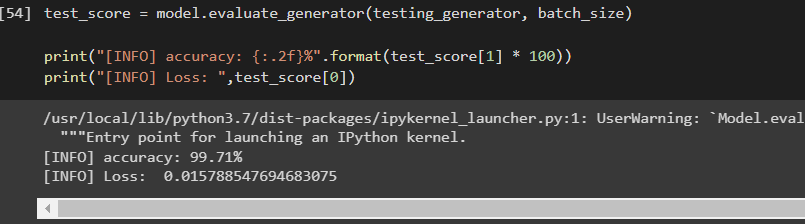 [54] test_score = model.evaluate_generator(testing_generator, batch_size)
print("[INFO] accuracy: {:.2f}%".format(test_score[1] * 100))
print("[INFO] Loss: ",test_score[0])
/usr/local/lib/python3.7/dist-packages/ipykernel_launcher.py:1: UserWarning: `Model.eval
"""Entry point for launching an IPython kernel.
[INFO] accuracy: 99.71%
[INFO] Loss:  0.015788547694683075